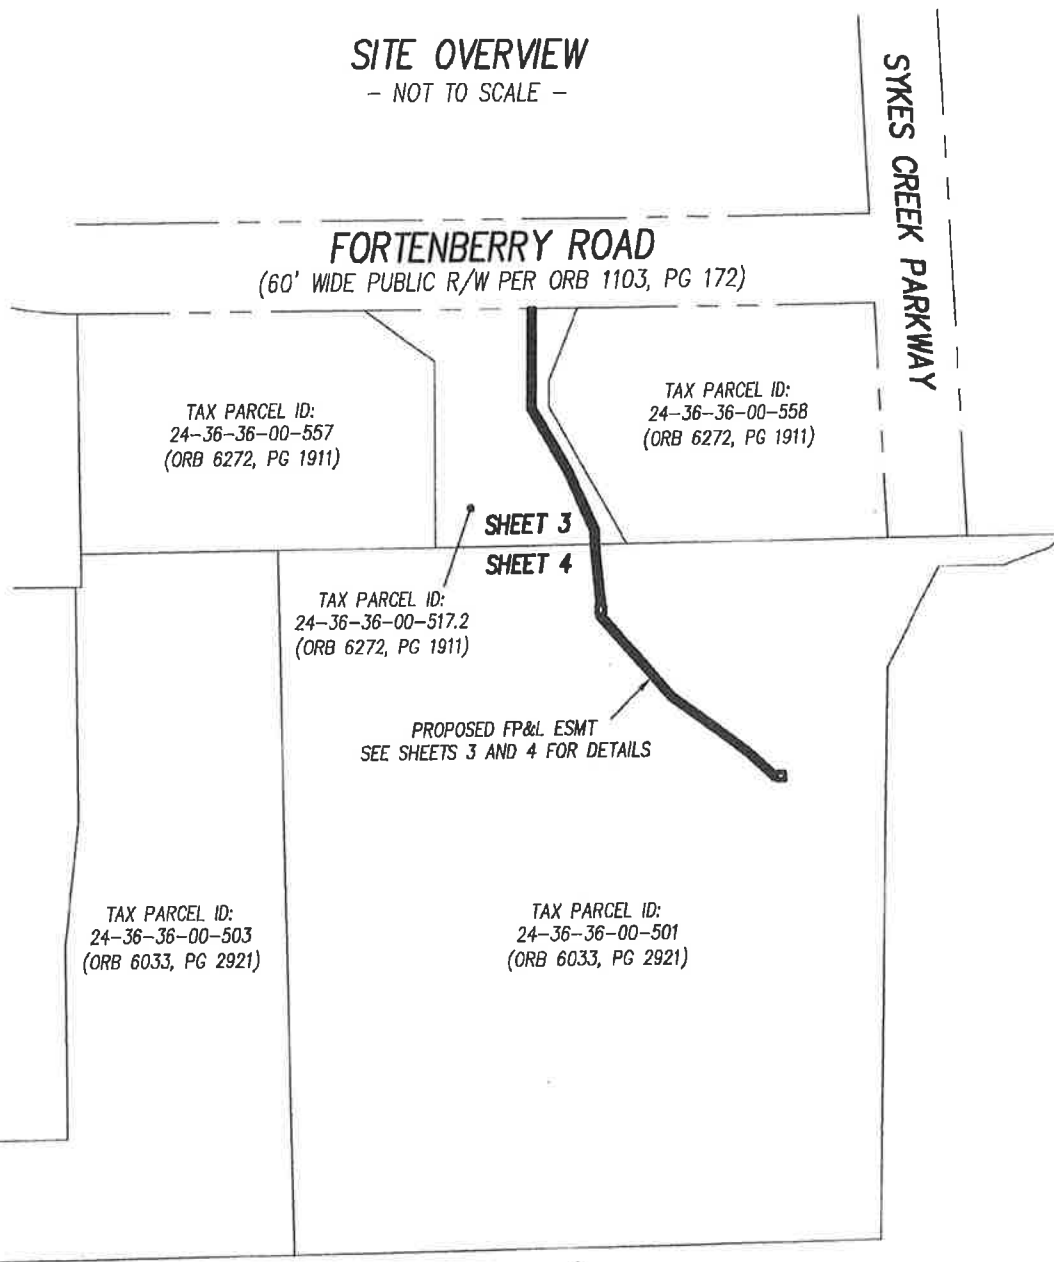 SITE OVERVIEW
- NOT TO SCALE -
SYKES CREEK PARKWAY
FORTENBERRY ROAD
(60' WIDE PUBLIC R/W PER ORB 1103, PG 172)
TAX PARCEL ID:
24-36-36-00-557
(ORB 6272, PG 1911)
TAX PARCEL ID:
24-36-36-00-558
(ORB 6272, PG 1911)
SHEET 3
SHEET 4
TAX PARCEL ID:
24-36-36-00-517.2
(ORB 6272, PG 1911)
PROPOSED FP&L ESMT
SEE SHEETS 3 AND 4 FOR DETAILS
TAX PARCEL ID:
24-36-36-00-503
(ORB 6033, PG 2921)
TAX PARCEL ID:
24-36-36-00-501
(ORB 6033, PG 2921)